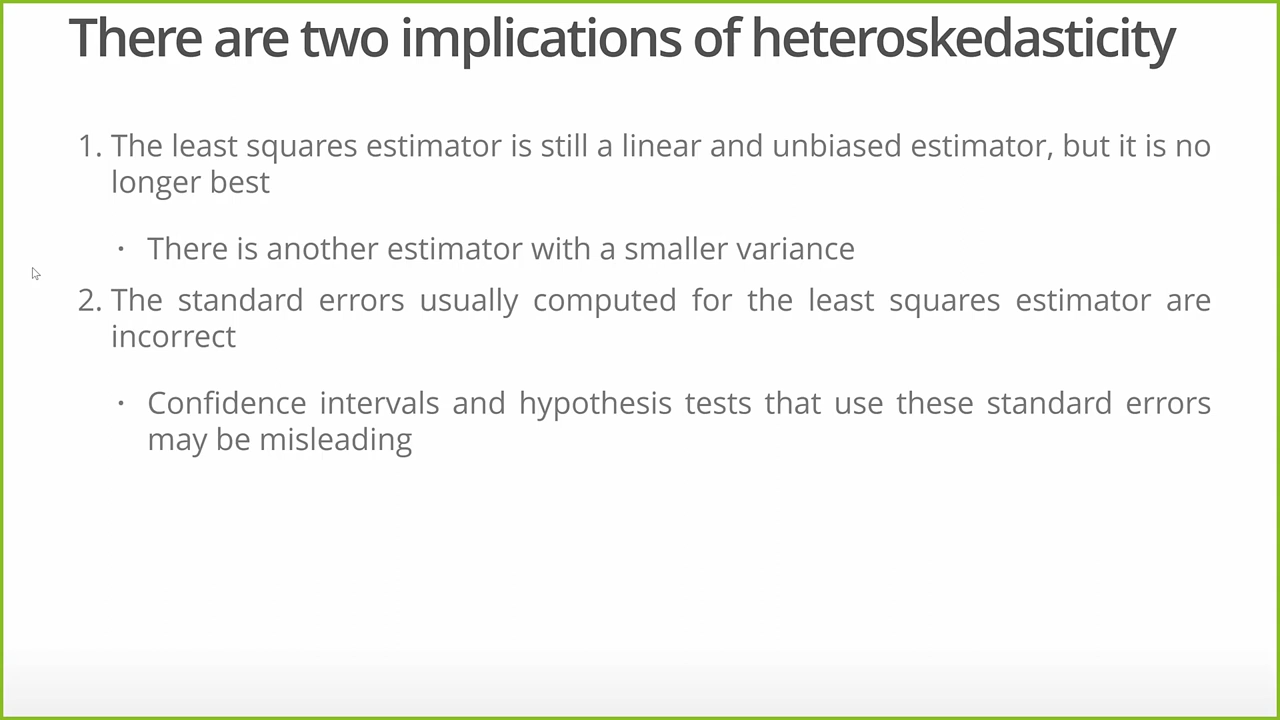 There are two implications of heteroskedasticity
1. The least squares estimator is still a linear and unbiased estimator, but it is no
longer best
· There is another estimator with a smaller variance
2. The standard errors usually computed for the least squares estimator are
incorrect
· Confidence intervals and hypothesis tests that use these standard errors
may be misleading